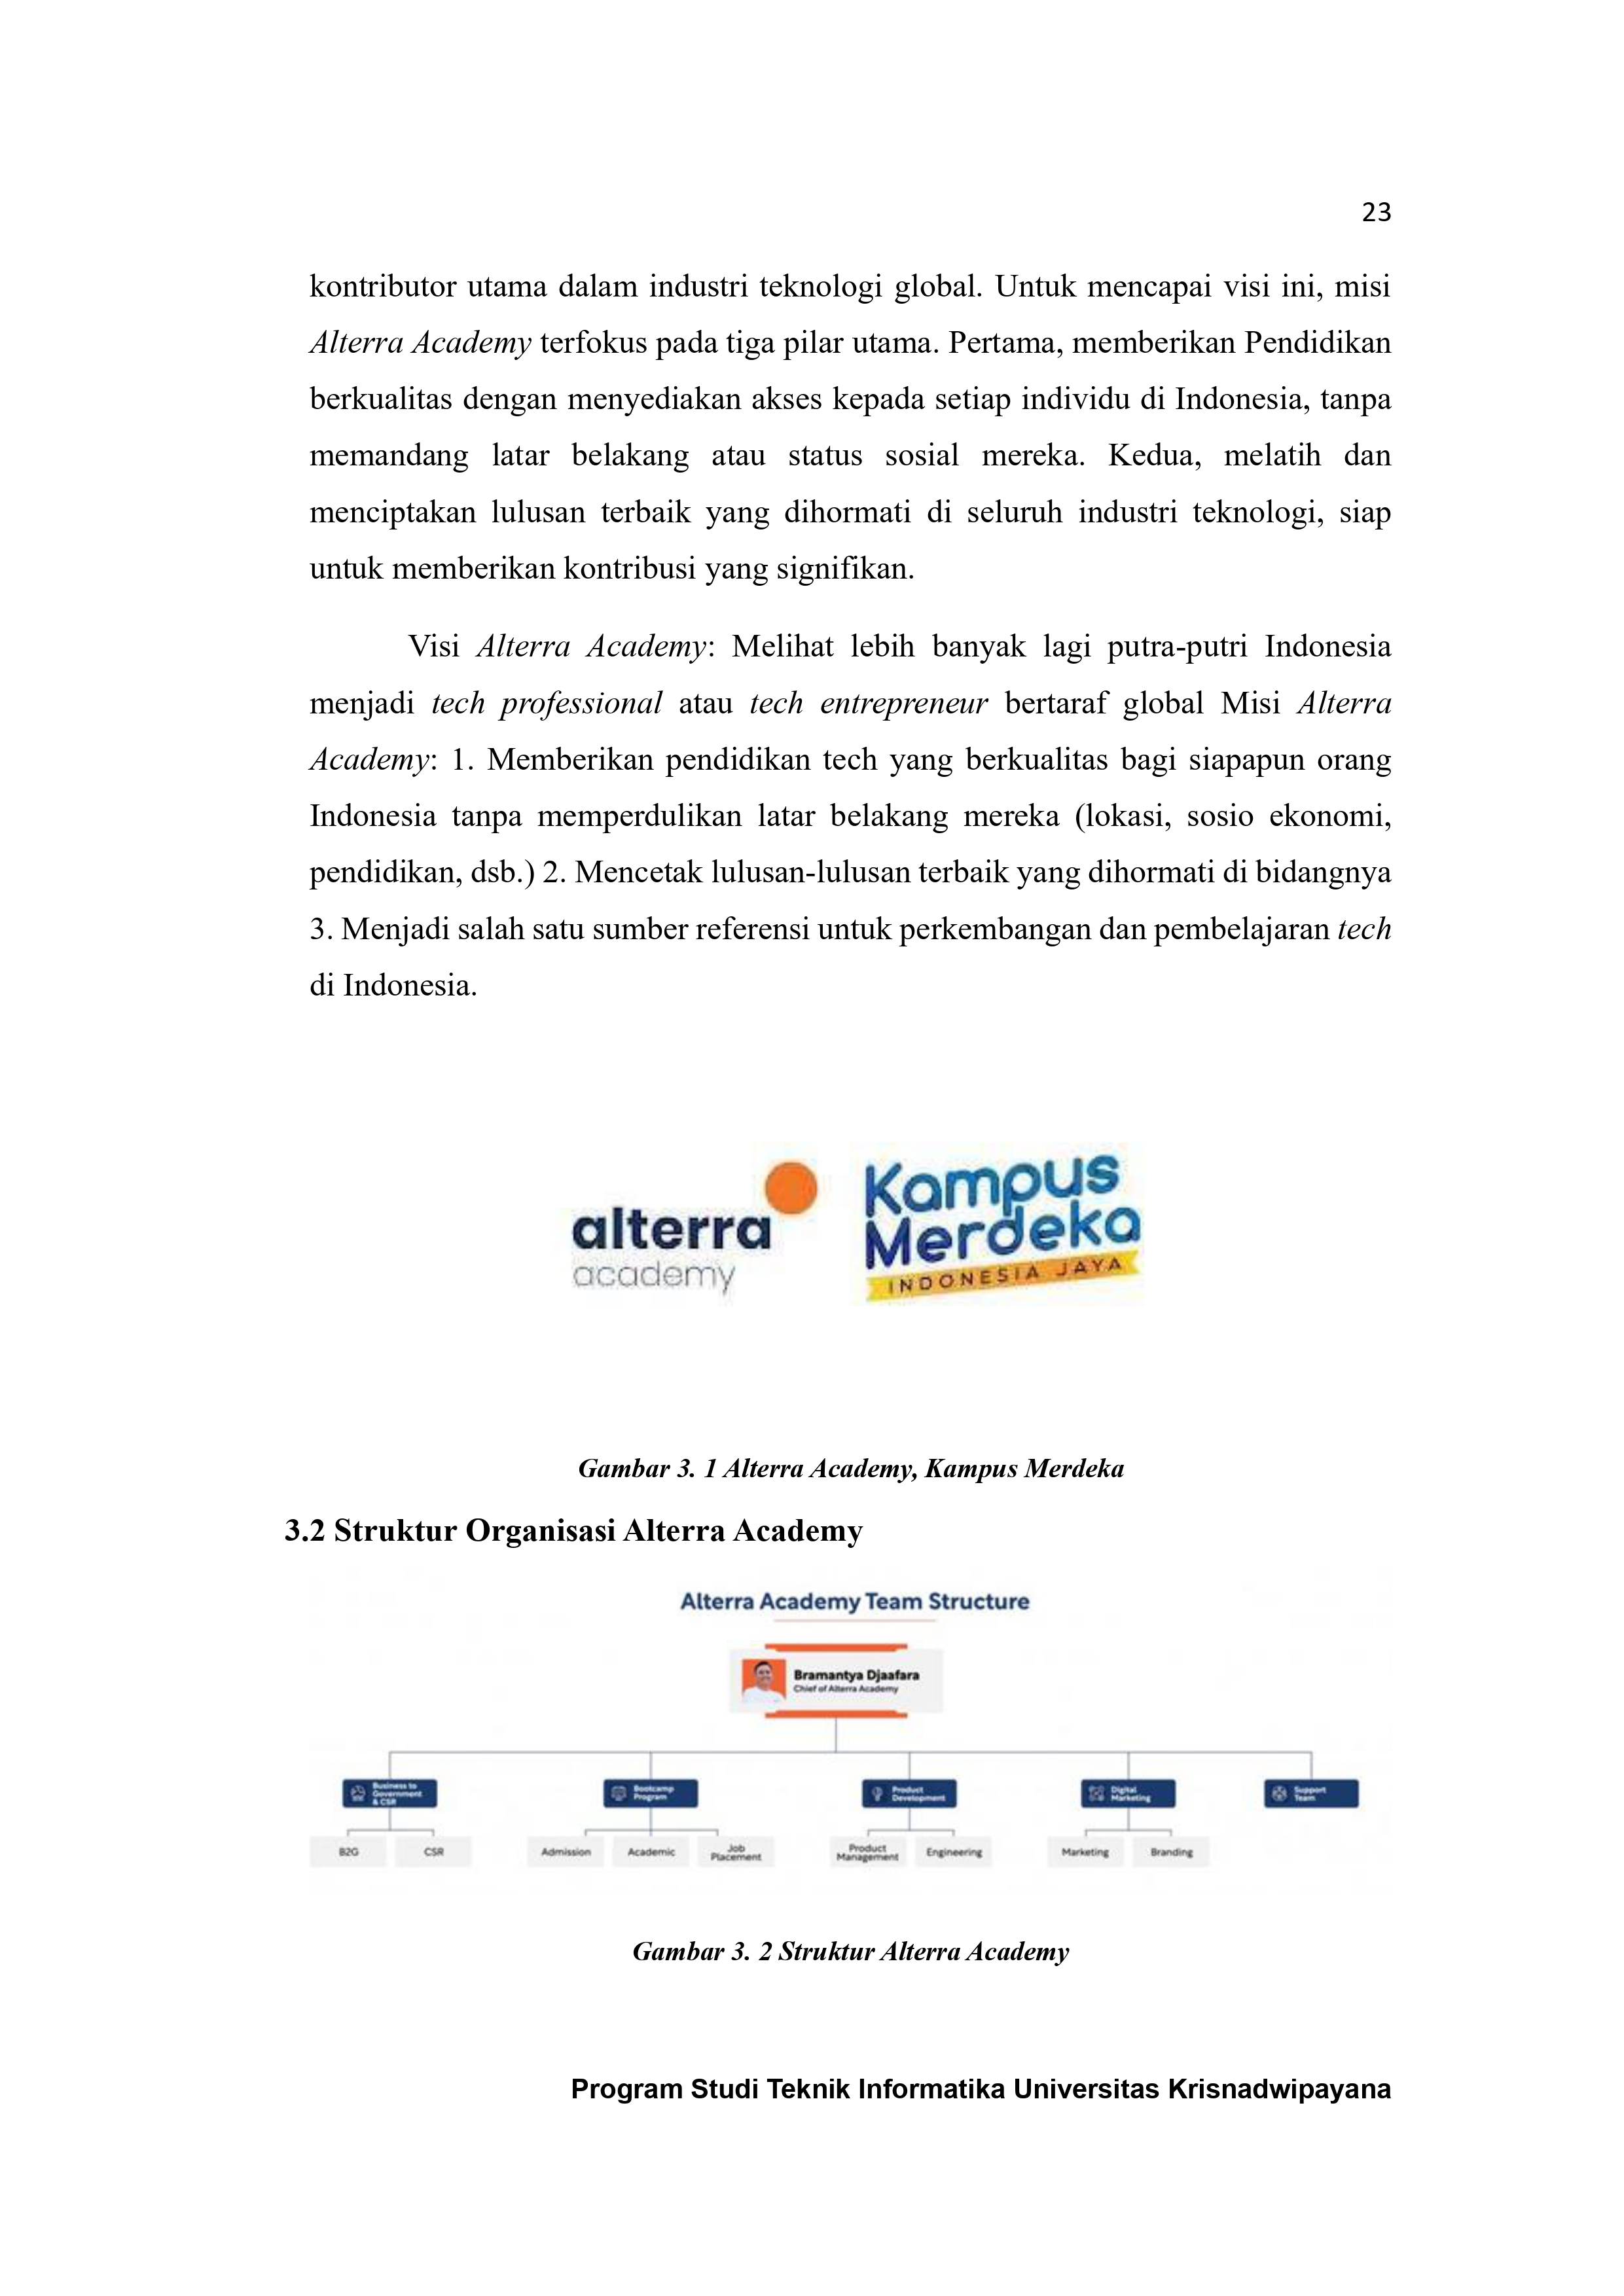 23
kontributor utama dalam industri teknologi global. Untuk mencapai visi ini, misi
Alterra Academy terfokus pada tiga pilar utama. Pertama, memberikan Pendidikan
berkualitas dengan menyediakan akses kepada setiap individu di Indonesia, tanpa
memandang latar belakang atau status sosial mereka. Kedua, melatih dan
menciptakan lulusan terbaik yang dihormati di seluruh industri teknologi, siap
untuk memberikan kontribusi yang signifikan.
Visi Alterra Academy: Melihat lebih banyak lagi putra-putri Indonesia
menjadi tech professional atau tech entrepreneur bertaraf global Misi Alterra
Academy: 1. Memberikan pendidikan tech yang berkualitas bagi siapapun orang
Indonesia tanpa memperdulikan latar belakang mereka (lokasi, sosio ekonomi,
pendidikan, dsb.) 2. Mencetak lulusan-lulusan terbaik yang dihormati di bidangnya
3. Menjadi salah satu sumber referensi untuk perkembangan dan pembelajaran tech
di Indonesia.
alterra
academy
Kampus
Merdeka
INDONESIA JAYA
Gambar 3. 1 Alterra Academy, Kampus Merdeka
3.2 Struktur Organisasi Alterra Academy
Alterra Academy Team Structure
Bramantya Djaafara
Chief of Alterra Academy
Business to
Government
& CSR
Bootcamp
Program
Product
Development
Digital
Marketing
Support
Team
B2G
CSR
Admission
Academic
Job
Placement
Product
Management
Engineering
Marketing
Branding
Gambar 3. 2 Struktur Alterra Academy
Program Studi Teknik Informatika Universitas Krisnadwipayana